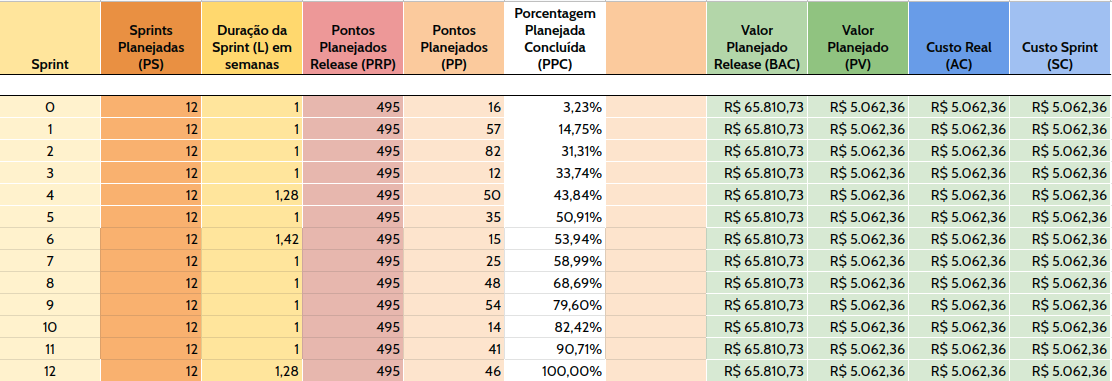 Sprint Sprints Planejadas (PS) Duração da Sprint (L) em semanas Pontos Planejados Release (PRP) Pontos Planejados (PP) Porcentagem Planejada Concluída (PPC) Valor Planejado Release (BAC) Valor Planejado (PV) Custo Real (AC) Custo Sprint (SC)
0 12 1 495 16 3,23% R$ 65.810,73 R$ 5.062,36 R$ 5.062,36 R$ 5.062,36
1 12 1 495 57 14,75% R$ 65.810,73 R$ 5.062,36 R$ 5.062,36 R$ 5.062,36
2 12 1 495 82 31,31% R$ 65.810,73 R$ 5.062,36 R$ 5.062,36 R$ 5.062,36
3 12 1 495 12 33,74% R$ 65.810,73 R$ 5.062,36 R$ 5.062,36 R$ 5.062,36
4 12 1,28 495 50 43,84% R$ 65.810,73 R$ 5.062,36 R$ 5.062,36 R$ 5.062,36
5 12 1 495 35 50,91% R$ 65.810,73 R$ 5.062,36 R$ 5.062,36 R$ 5.062,36
6 12 1,42 495 15 53,94% R$ 65.810,73 R$ 5.062,36 R$ 5.062,36 R$ 5.062,36
7 12 1 495 25 58,99% R$ 65.810,73 R$ 5.062,36 R$ 5.062,36 R$ 5.062,36
8 12 1 495 48 68,69% R$ 65.810,73 R$ 5.062,36 R$ 5.062,36 R$ 5.062,36
9 12 1 495 54 79,60% R$ 65.810,73 R$ 5.062,36 R$ 5.062,36 R$ 5.062,36
10 12 1 495 14 82,42% R$ 65.810,73 R$ 5.062,36 R$ 5.062,36 R$ 5.062,36
11 12 1 495 41 90,71% R$ 65.810,73 R$ 5.062,36 R$ 5.062,36 R$ 5.062,36
12 12 1,28 495 46 100,00% R$ 65.810,73 R$ 5.062,36 R$ 5.062,36 R$ 5.062,36